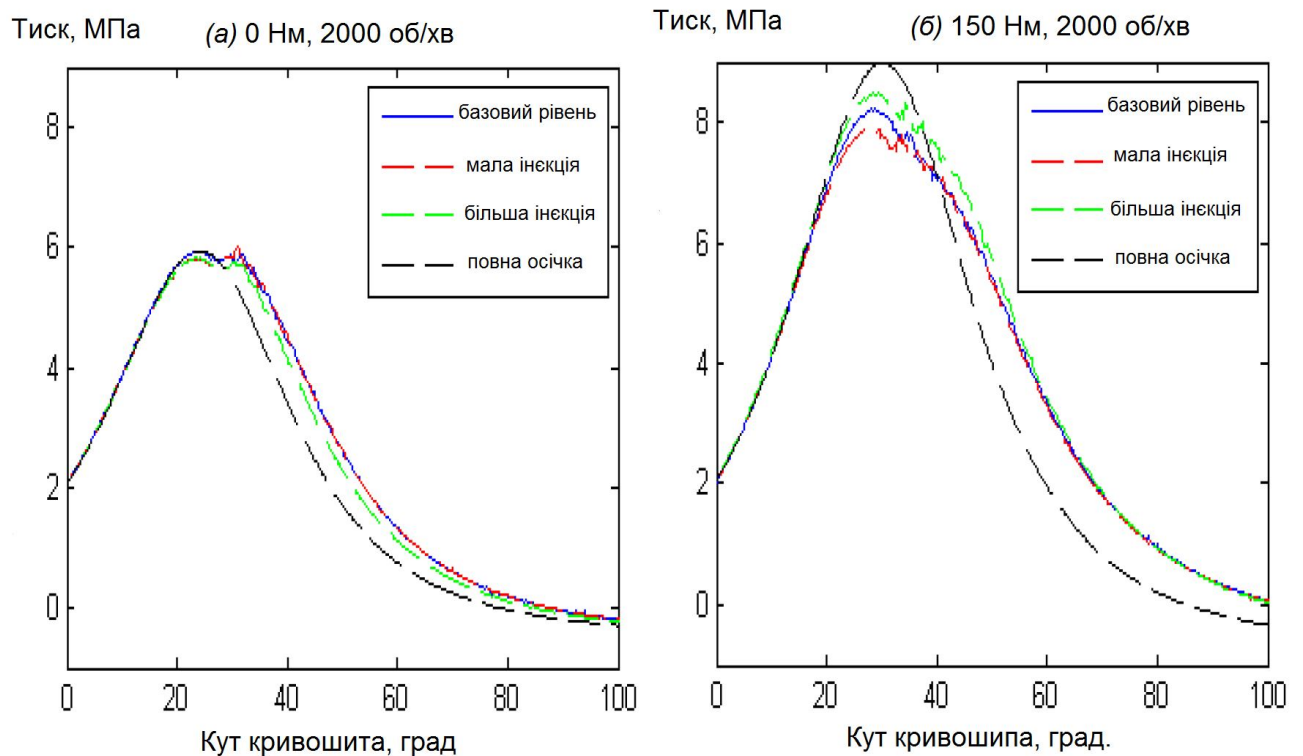 Тиск, МПа
(а) 0 Нм, 2000 об/хв
8
6
4
2
0
базовий рівень
мала інєкція
більша інєкція
повна осічка
0 20 40 60 80 100
Кут кривошита, град
Тиск, МПа
(б) 150 Нм, 2000 об/хв
8
6
4
2
0
базовий рівень
мала інєкція
більша інєкція
повна осічка
0 20 40 60 80 100
Кут кривошипа, град.